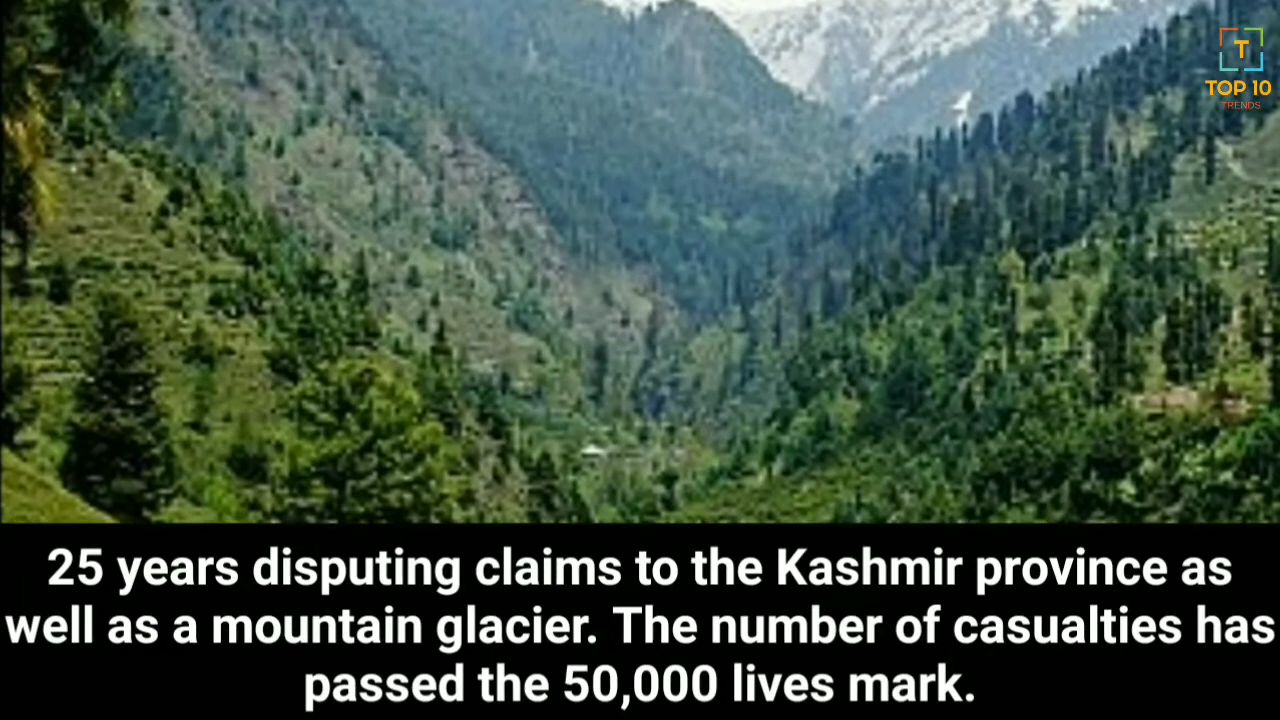 T
TOP 10
TRENDS
25 years disputing claims to the Kashmir province as
well as a mountain glacier. The number of casualties has
passed the 50,000 lives mark.